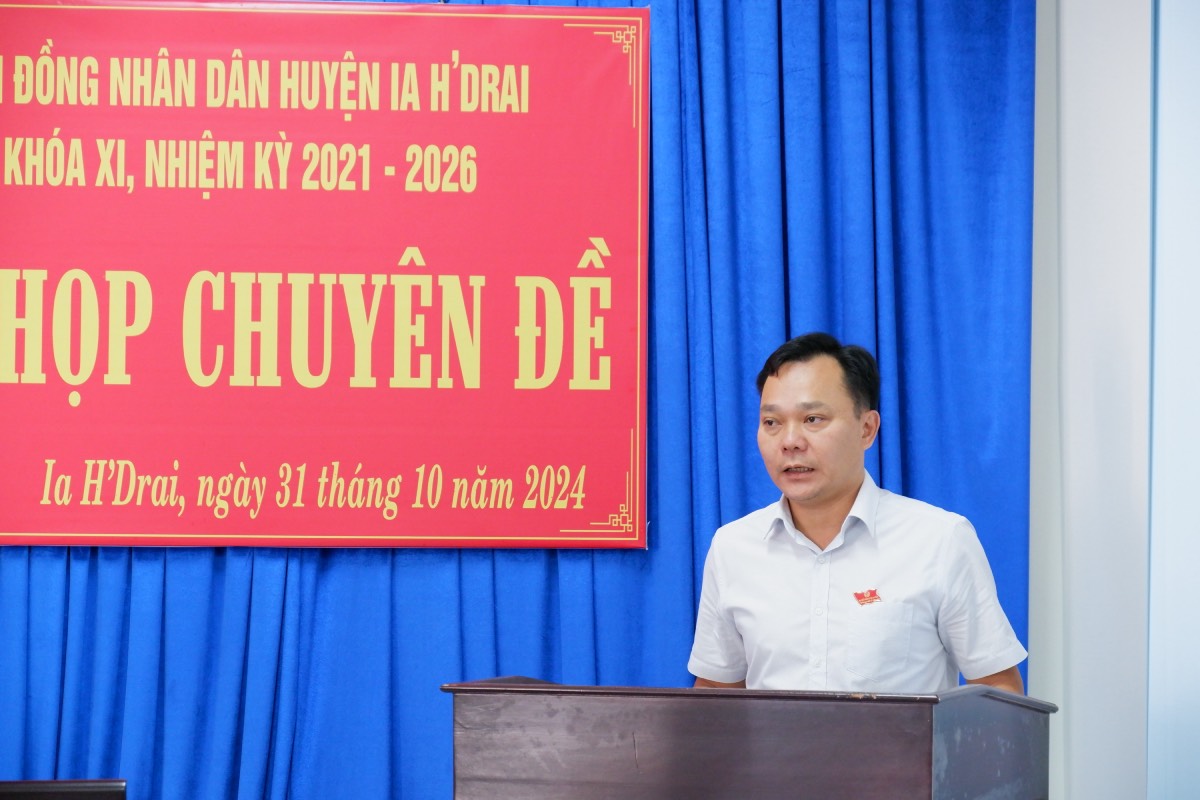 ĐỒNG NHÂN DÂN HUYỆN IA H'DRAI
KHÓA XI, NHIỆM KỲ 2021 - 2026
HỌP CHUYÊN ĐỀ
Ia H'Drai, ngày 31 tháng 10 năm 2024